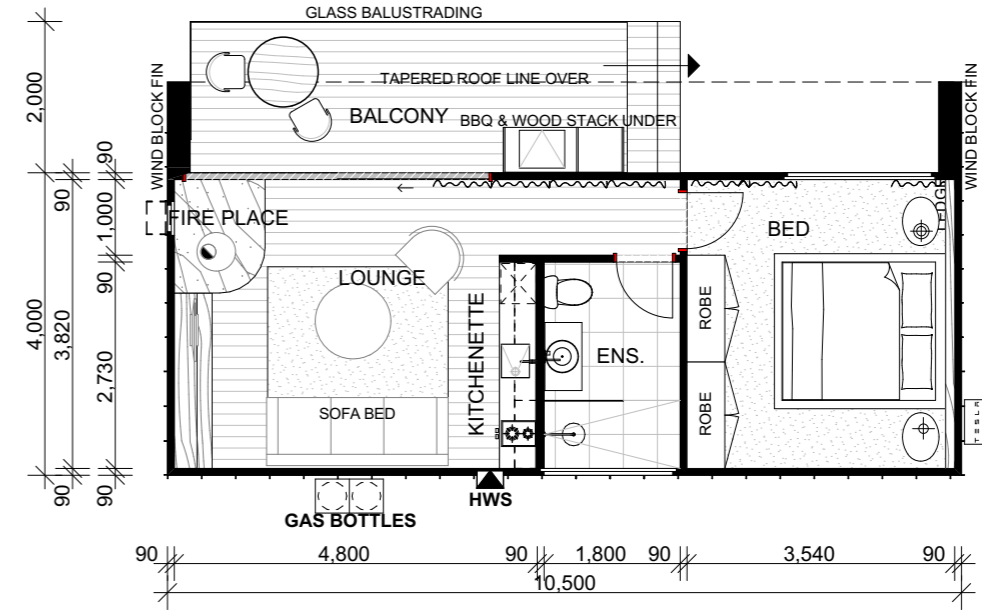 GLASS BALUSTRADING
WIND BLOCK FIN
TAPERED ROOF LINE OVER
BALCONY
BBQ & WOOD STACK UNDER
WIND BLOCK FIN
2,000
90
90
1,000
FIRE PLACE
BED
LOUNGE
90
4,000
3,820
2,730
KITCHENETTE
ENS.
ROBE
ROBE
SOFA BED
TESLA
90
90
HWS
GAS BOTTLES
90
4,800
90
1,800
90
3,540
90
10,500